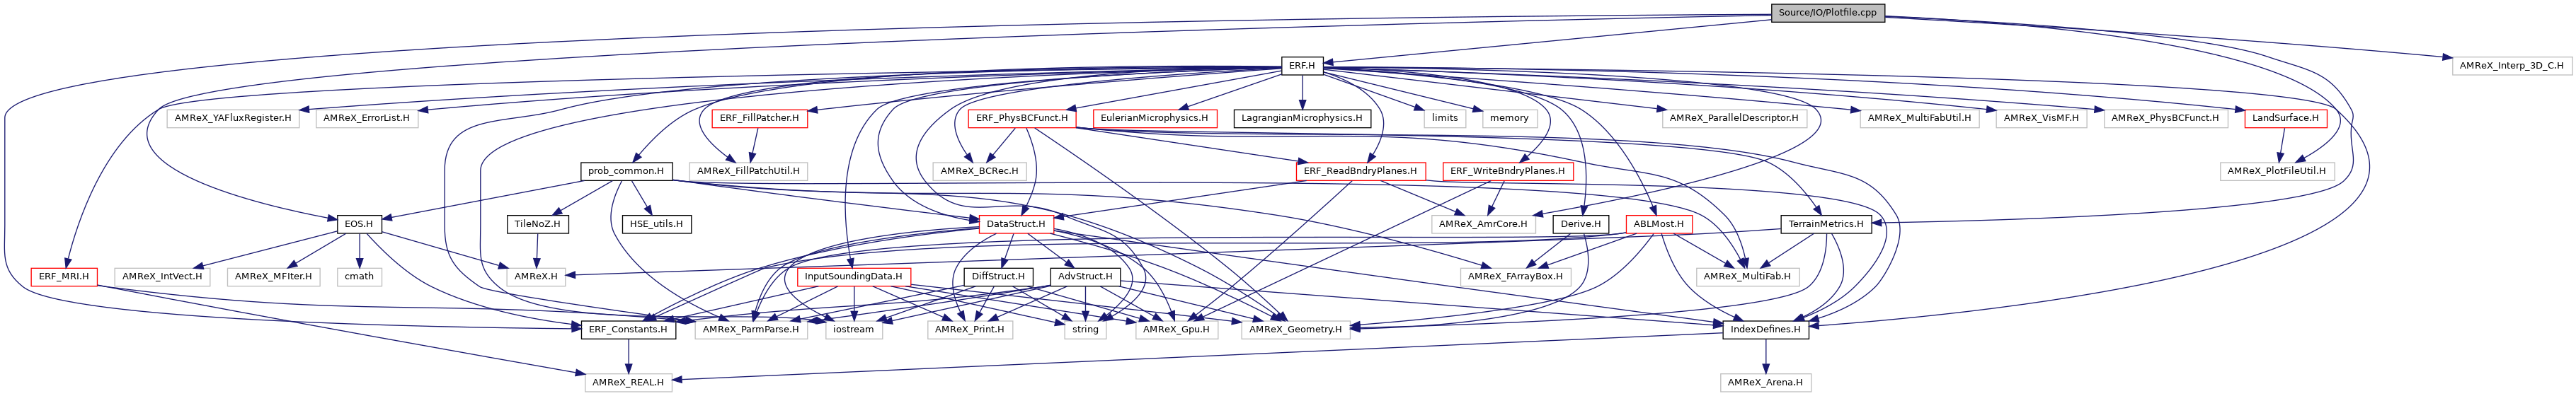 Source/IO/Plotfile.cpp
ERF.H
AMReX_Interp_3D_C.H
AMReX_YAFluxRegister.H
AMReX_ErrorList.H
ERF_FillPatcher.H
ERF_PhysBCFunct.H
EulerianMicrophysics.H
LagrangianMicrophysics.H
limits
memory
AMReX_ParallelDescriptor.H
AMReX_MultiFabUtil.H
AMReX_VisMF.H
AMReX_PhysBCFunct.H
LandSurface.H
prob_common.H
AMReX_FillPatchUtil.H
AMReX_BCRec.H
ERF_ReadBndryPlanes.H
ERF_WriteBndryPlanes.H
AMReX_PlotFileUtil.H
EOS.H
TileNoZ.H
HSE_utils.H
DataStruct.H
AMReX_AmrCore.H
Derive.H
ABLMost.H
TerrainMetrics.H
ERF_MRI.H
AMReX_IntVect.H
AMReX_MFIter.H
cmath
AMReX.H
InputSoundingData.H
DiffStruct.H
AdvStruct.H
AMReX_FArrayBox.H
AMReX_MultiFab.H
ERF_Constants.H
AMReX_ParmParse.H
iostream
AMReX_Print.H
string
AMReX_Gpu.H
AMReX_Geometry.H
IndexDefines.H
AMReX_REAL.H
AMReX_Arena.H